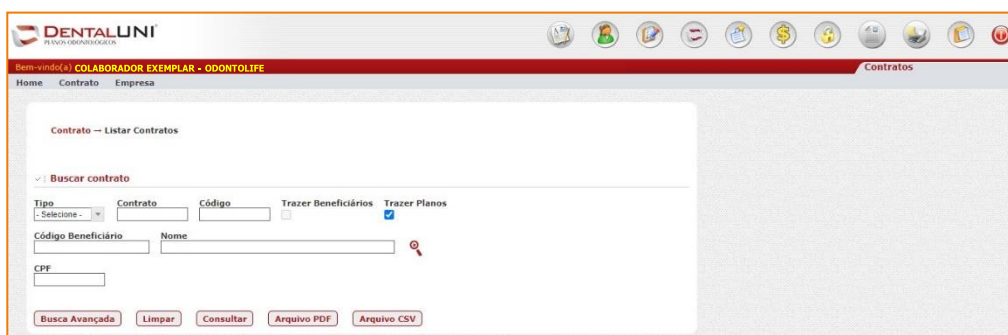 DENTALUNI
PLANOS ODONTOLÓGICOS
Bem-vindo(a) COLABORADOR EXEMPLAR - ODONTOLIFE
Contratos
Home Contrato Empresa
Contrato → Listar Contratos
Buscar contrato
Tipo Contrato Código Trazer Beneficiários Trazer Planos
- Selecione -
Código Beneficiário Nome
CPF
Busca Avançada Limpar Consultar Arquivo PDF Arquivo CSV